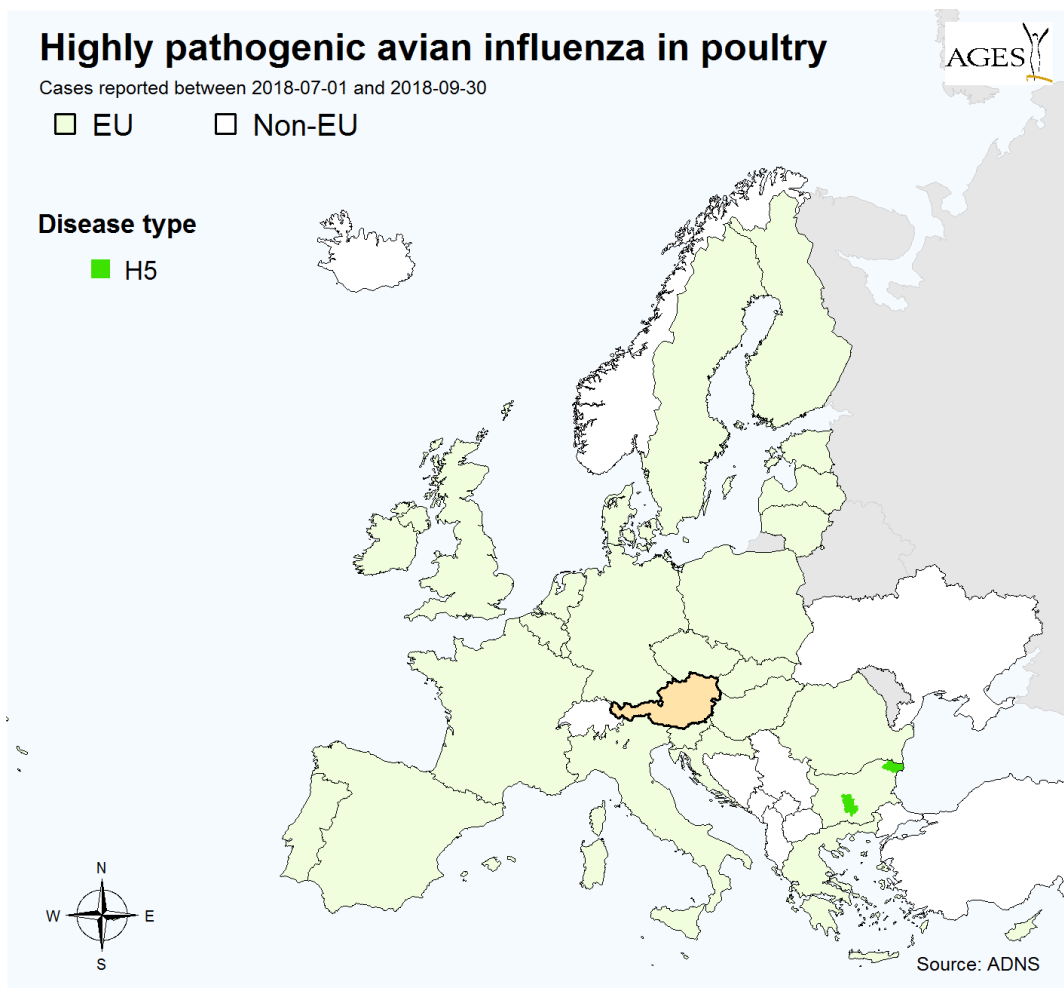 Highly pathogenic avian influenza in poultry
AGES
Cases reported between 2018-07-01 and 2018-09-30
EU Non-EU
Disease type
H5
N
W E
S
Source: ADNS